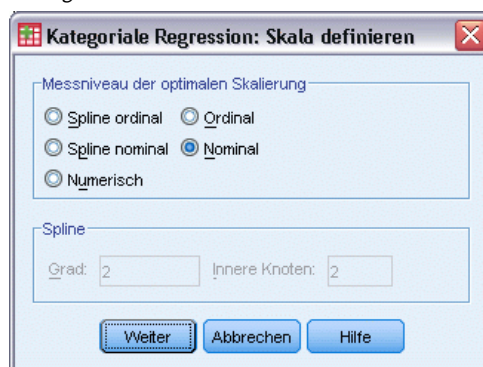 Kategoriale Regression: Skala definieren
Messniveau der optimalen Skalierung
Spline ordinal Ordinal
Spline nominal Nominal
Numerisch
Spline
Grad: 2 Innere Knoten: 2
Weiter Abbrechen Hilfe